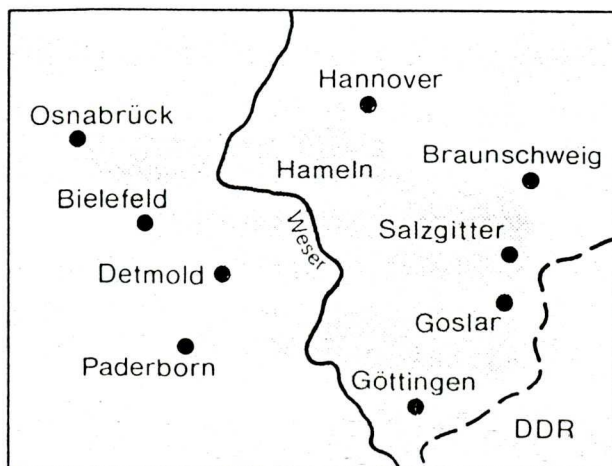 Hannover
Osnabrück
Braunschweig
Hameln
Bielefeld
Weser
Salzgitter
Detmold
Goslar
Paderborn
Göttingen
DDR